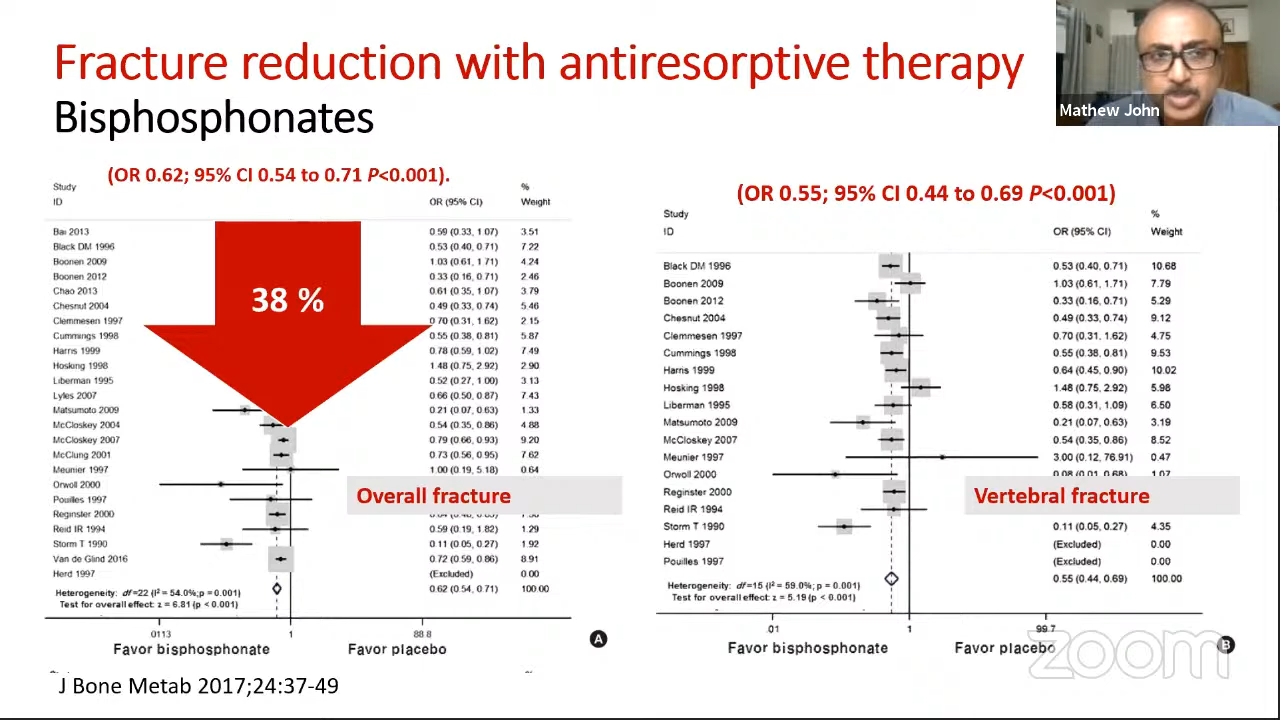 Fracture reduction with antiresorptive therapy
Bisphosphonates
Mathew John
(OR 0.62; 95% CI 0.54 to 0.71 P<0.001).
Study %
ID OR (95% CI) Weight
Bai 2013 0.59 (0.33, 1.07) 3.51
Black DM 1996 0.53 (0.40, 0.71) 7.22
Boonen 2009 1.03 (0.61, 1.71) 4.24
Boonen 2012 0.33 (0.16, 0.71) 2.46
Chao 2013 0.61 (0.35, 1.07) 3.79
Chesnut 2004 0.49 (0.33, 0.74) 5.46
Clemmesen 1997 0.70 (0.31, 1.62) 2.15
Cummings 1998 0.55 (0.38, 0.81) 5.87
Harris 1999 0.78 (0.59, 1.02) 7.49
Hosking 1998 1.48 (0.75, 2.92) 2.90
Liberman 1995 0.52 (0.27, 1.00) 3.13
Lyles 2007 0.66 (0.50, 0.87) 7.43
Matsumoto 2009 0.21 (0.07, 0.63) 1.33
McCloskey 2004 0.54 (0.35, 0.86) 4.88
McCloskey 2007 0.79 (0.66, 0.93) 9.20
McClung 2001 0.73 (0.56, 0.95) 7.62
Meunier 1997 1.00 (0.19, 5.18) 0.64
Orwoll 2000
Pouilles 1997
Reginster 2000
Reid IR 1994 0.59 (0.19, 1.82) 1.29
Storm T 1990 0.11 (0.05, 0.27) 1.92
Van de Glind 2016 0.72 (0.59, 0.86) 8.91
Herd 1997 (Excluded) 0.00
Heterogeneity: df=22 (I² = 54.0%;p = 0.001) 0.62 (0.54, 0.71) 100.00
Test for overall effect: z = 6.81 (p < 0.001)
38 %
Overall fracture
.0113 1 88.8
Favor bisphosphonate Favor placebo
A
(OR 0.55; 95% CI 0.44 to 0.69 P<0.001)
Study %
ID OR (95% CI) Weight
Black DM 1996 0.53 (0.40, 0.71) 10.68
Boonen 2009 1.03 (0.61, 1.71) 7.79
Boonen 2012 0.33 (0.16, 0.71) 5.29
Chesnut 2004 0.49 (0.33, 0.74) 9.12
Clemmesen 1997 0.70 (0.31, 1.62) 4.75
Cummings 1998 0.55 (0.38, 0.81) 9.53
Harris 1999 0.64 (0.45, 0.90) 10.02
Hosking 1998 1.48 (0.75, 2.92) 5.98
Liberman 1995 0.58 (0.31, 1.09) 6.50
Matsumoto 2009 0.21 (0.07, 0.63) 3.19
McCloskey 2007 0.54 (0.35, 0.86) 8.52
Meunier 1997 3.00 (0.12, 76.91) 0.47
Orwoll 2000 0.08 (0.01, 0.68) 1.07
Reginster 2000
Reid IR 1994
Storm T 1990 0.11 (0.05, 0.27) 4.35
Herd 1997 (Excluded) 0.00
Pouilles 1997 (Excluded) 0.00
Heterogeneity: df=15 (I² = 59.0%; p = 0.001) 0.55 (0.44, 0.69) 100.00
Test for overall effect: z = 5.19 (p < 0.001)
Vertebral fracture
.01 1 99.7
Favor bisphosphonate Favor placebo
B
zoom
J Bone Metab 2017;24:37-49